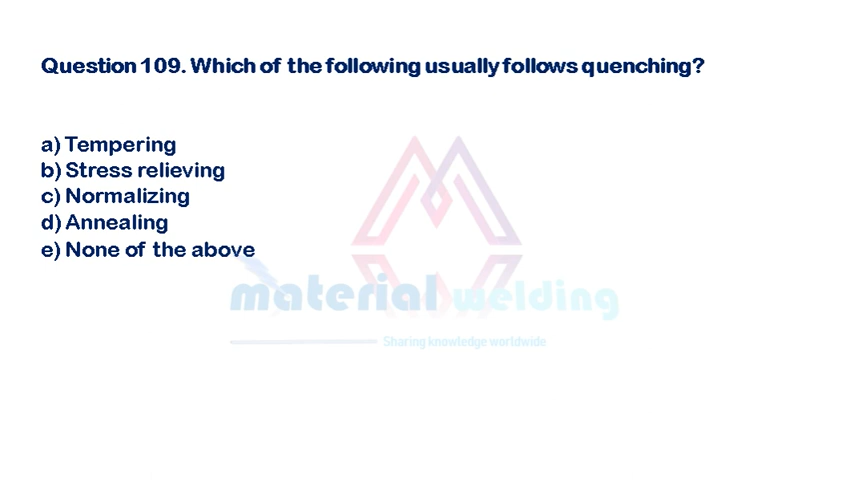 Question 109. Which of the following usually follows quenching?
a) Tempering
b) Stress relieving
c) Normalizing
d) Annealing
e) None of the above
material welding
Sharing knowledge worldwide